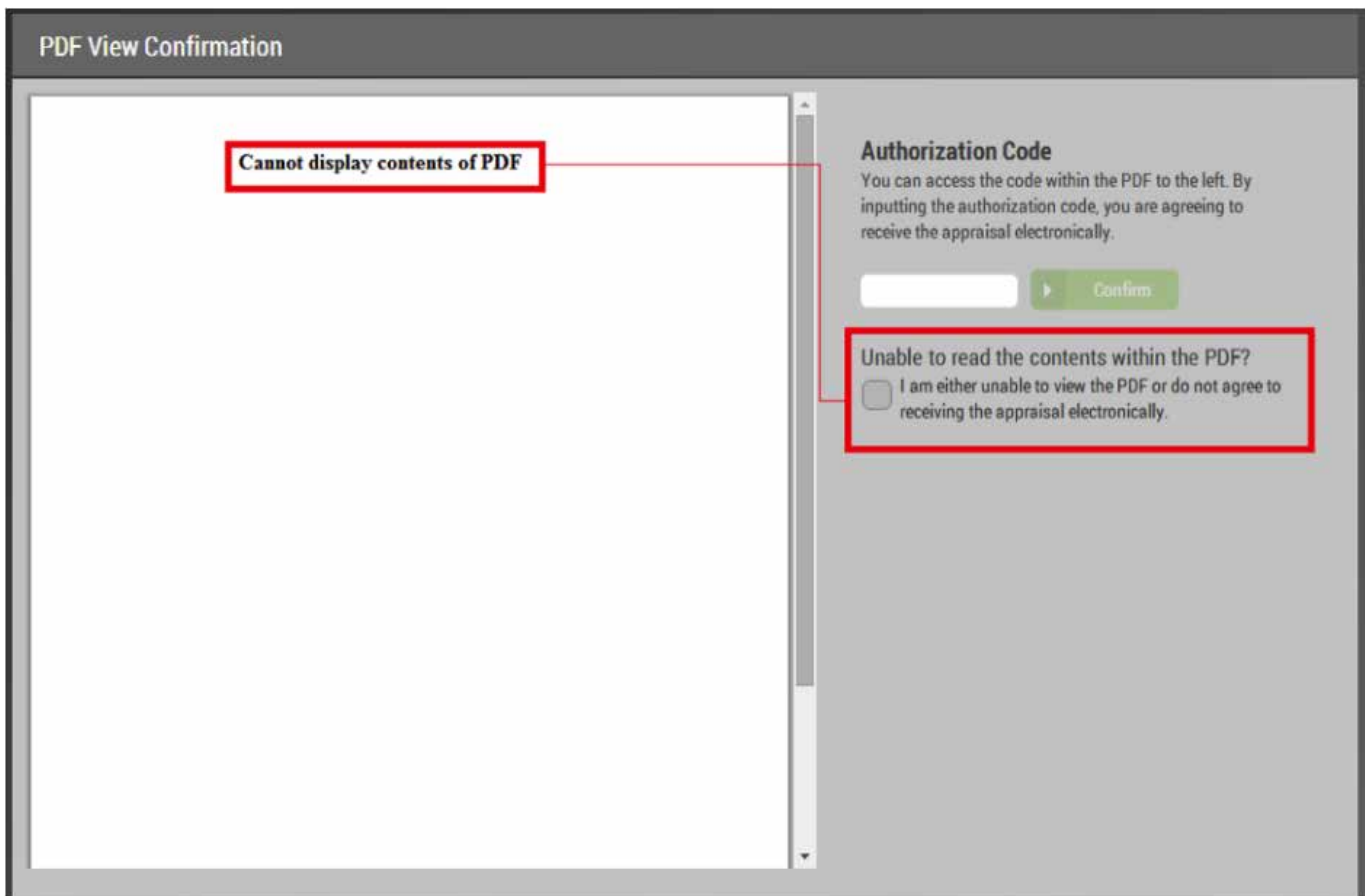 PDF View Confirmation
Cannot display contents of PDF
Authorization Code
You can access the code within the PDF to the left. By
inputting the authorization code, you are agreeing to
receive the appraisal electronically.
Confirm
Unable to read the contents within the PDF?
I am either unable to view the PDF or do not agree to
receiving the appraisal electronically.